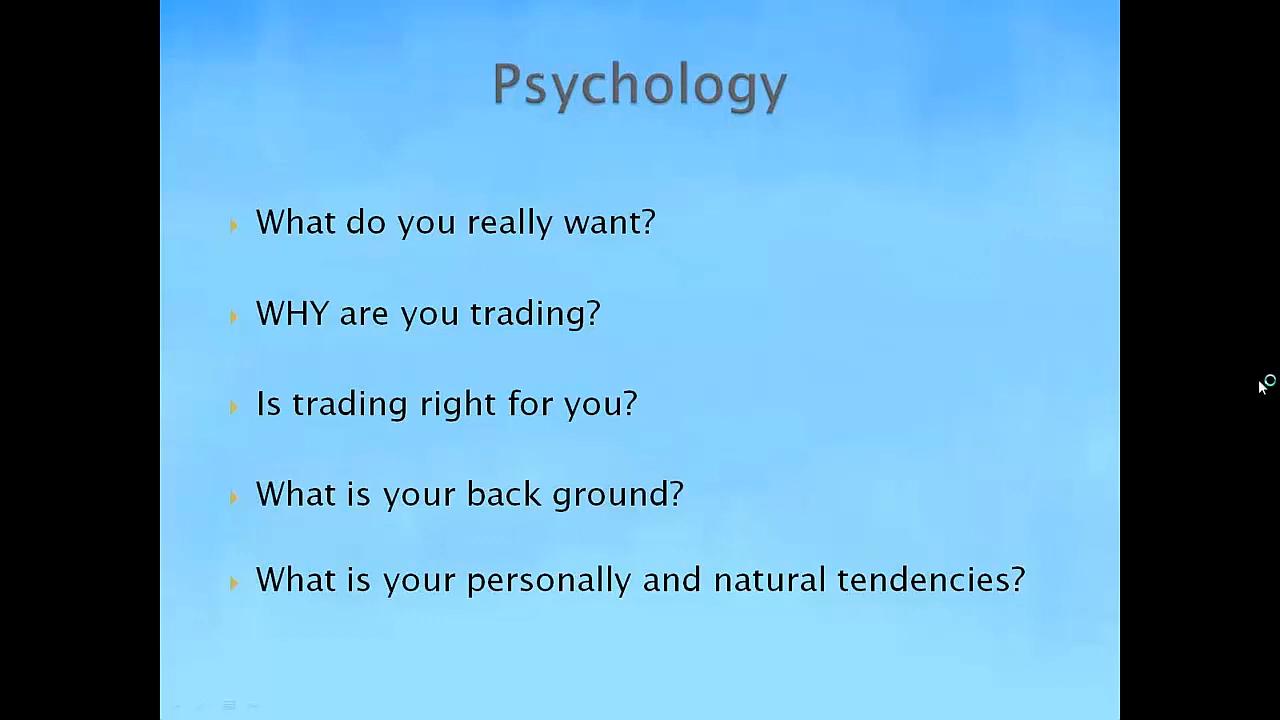 Psychology
What do you really want?
WHY are you trading?
Is trading right for you?
What is your back ground?
What is your personally and natural tendencies?